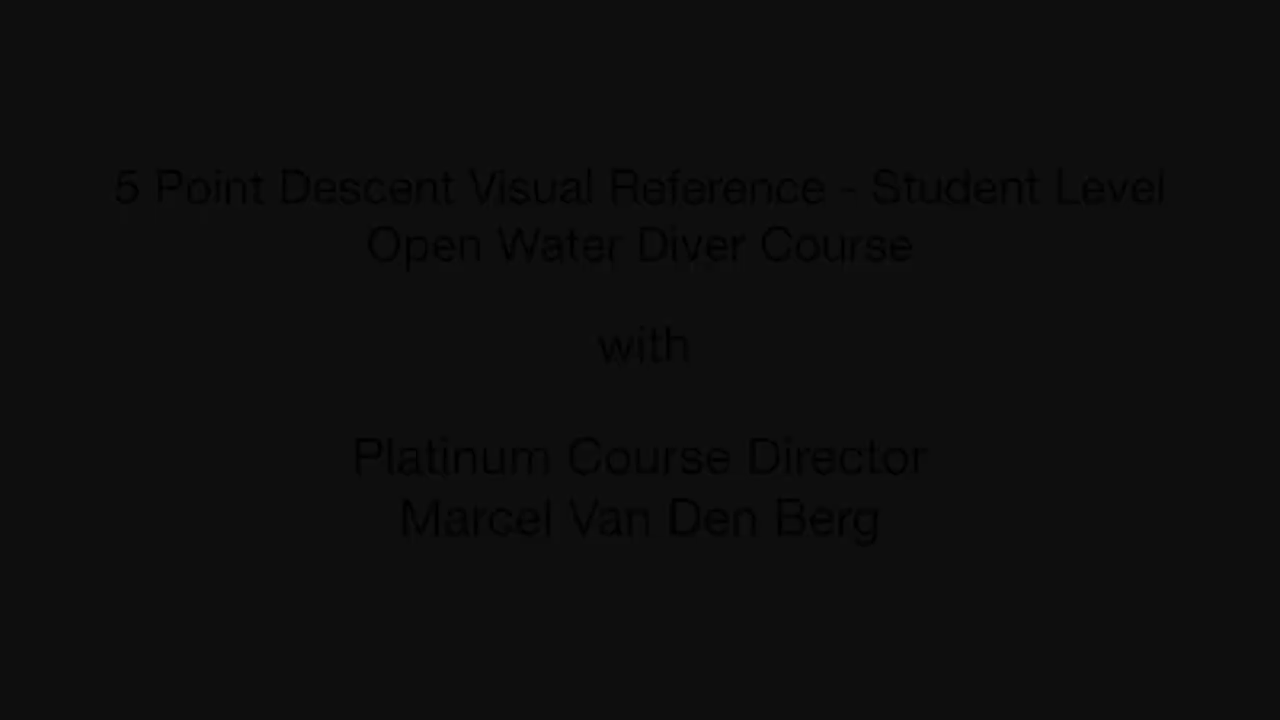 5 Point Descent Visual Reference - Student Level
Open Water Diver Course
with
Platinum Course Director
Marcel Van Den Berg